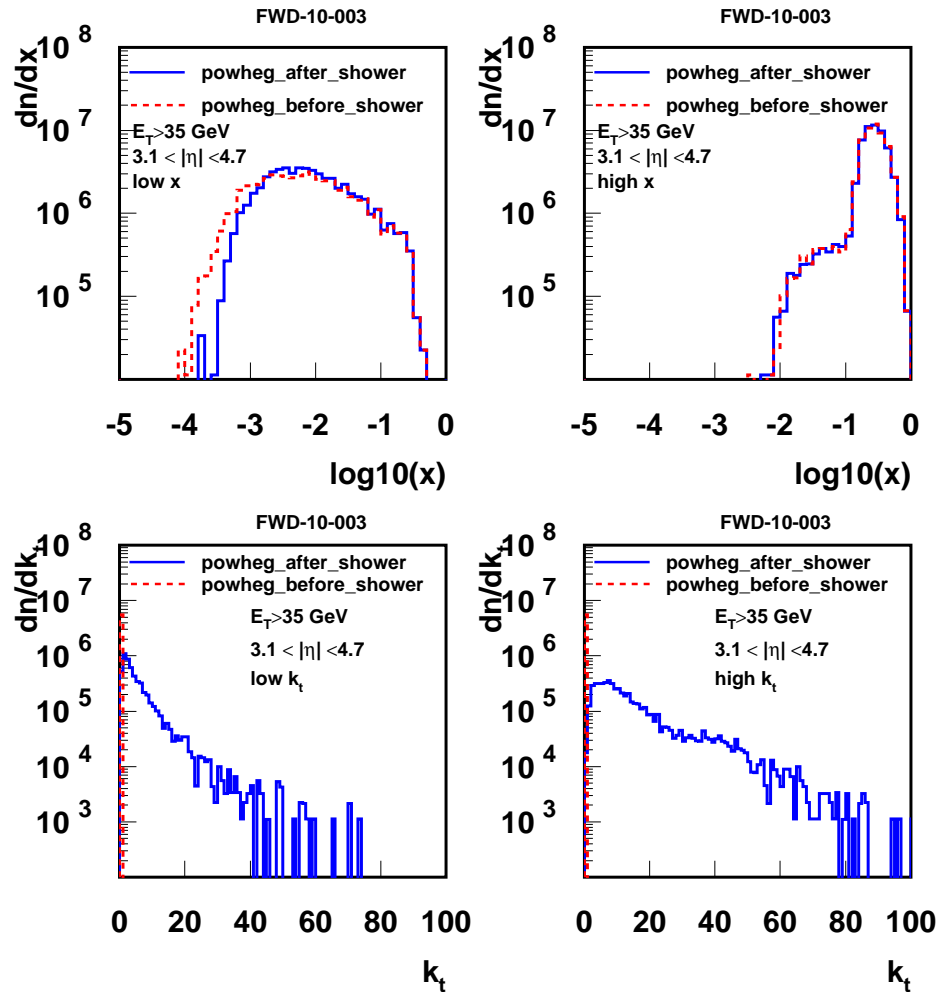 FWD-10-003
dn/dx
10^8
10^7
10^6
10^5
powheg_after_shower
powheg_before_shower
E_T>35 GeV
3.1 < |η| <4.7
low x
-5 -4 -3 -2 -1 0
log10(x)
FWD-10-003
dn/dx
10^8
10^7
10^6
10^5
powheg_after_shower
powheg_before_shower
E_T>35 GeV
3.1 < |η| <4.7
high x
-5 -4 -3 -2 -1 0
log10(x)
FWD-10-003
dn/dk_t
10^8
10^7
10^6
10^5
10^4
10^3
powheg_after_shower
powheg_before_shower
E_T>35 GeV
3.1 < |η| <4.7
low k_t
0 20 40 60 80 100
k_t
FWD-10-003
dn/dk_t
10^8
10^7
10^6
10^5
10^4
10^3
powheg_after_shower
powheg_before_shower
E_T>35 GeV
3.1 < |η| <4.7
high k_t
0 20 40 60 80 100
k_t